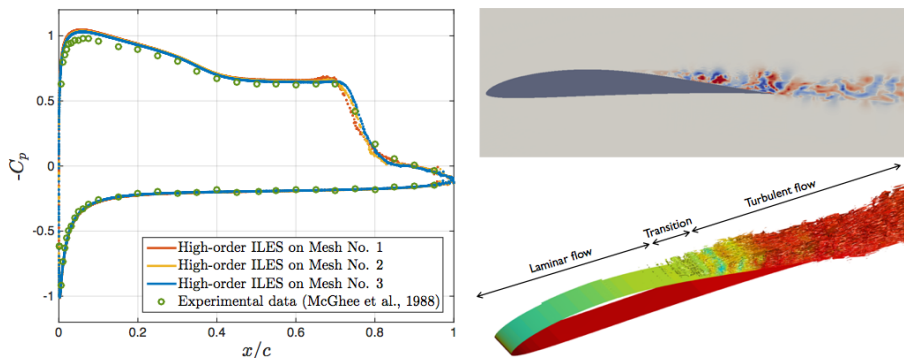 1
0.5
0
-0.5
-1
-Cp
0
0.2
0.4
0.6
0.8
1
x/c
High-order ILES on Mesh No. 1
High-order ILES on Mesh No. 2
High-order ILES on Mesh No. 3
Experimental data (McGhee et al., 1988)
Laminar flow
Transition
Turbulent flow